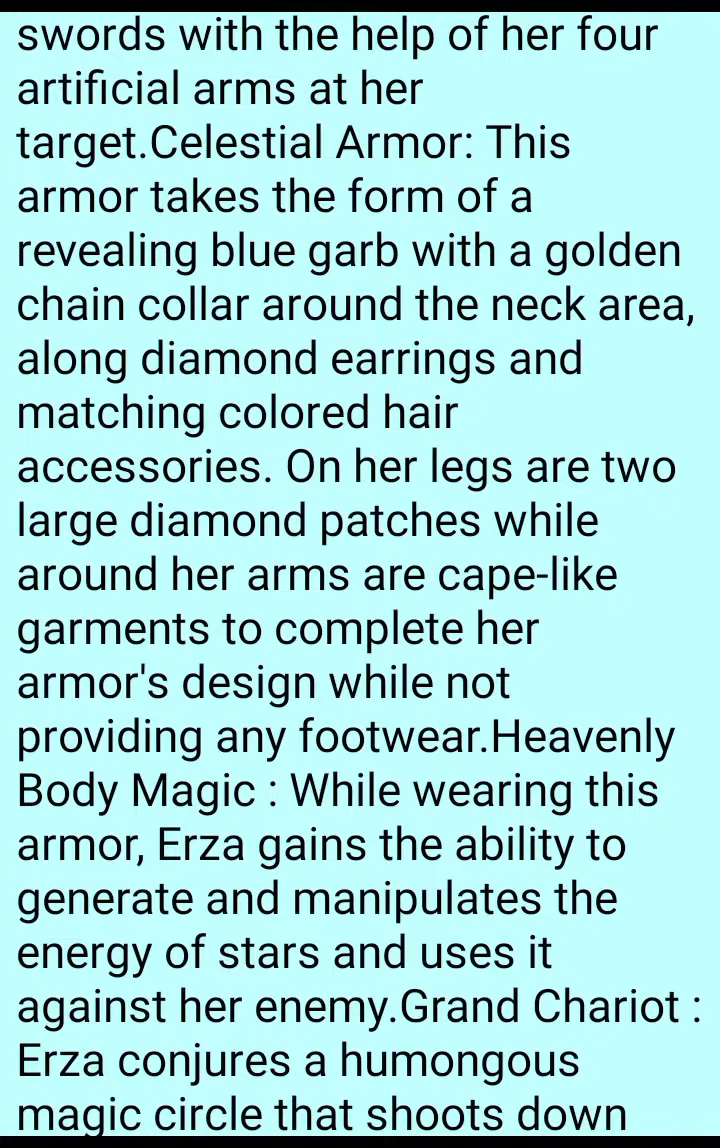 swords with the help of her four
artificial arms at her
target.Celestial Armor: This
armor takes the form of a
revealing blue garb with a golden
chain collar around the neck area,
along diamond earrings and
matching colored hair
accessories. On her legs are two
large diamond patches while
around her arms are cape-like
garments to complete her
armor's design while not
providing any footwear.Heavenly
Body Magic : While wearing this
armor, Erza gains the ability to
generate and manipulates the
energy of stars and uses it
against her enemy.Grand Chariot :
Erza conjures a humongous
magic circle that shoots down